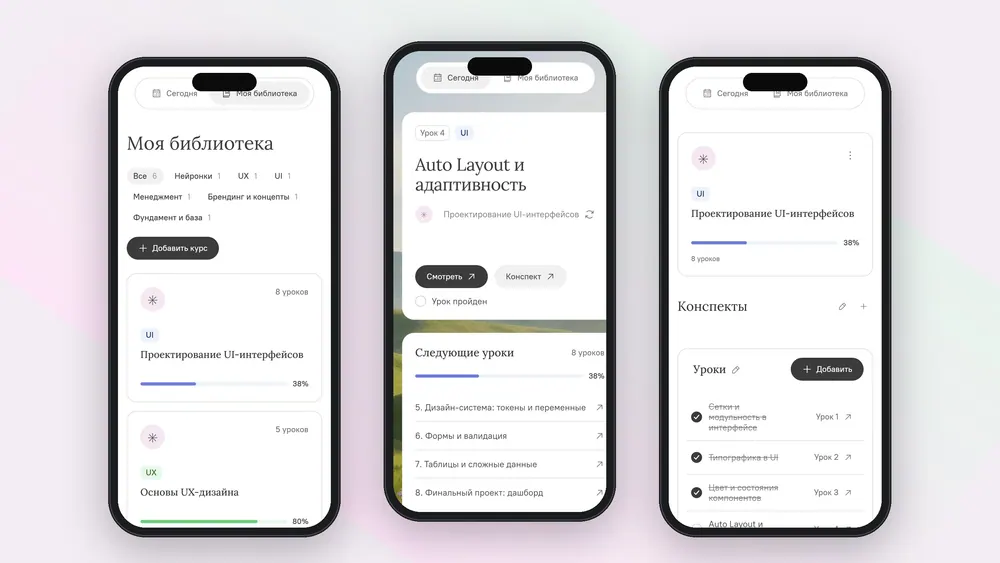 Сегодня
Моя библиотека
Моя библиотека
Все 6
Нейронки 1
UX 1
UI 1
Менеджмент 1
Брендинг и концепты 1
Фундамент и база 1
+ Добавить курс
8 уроков
UI
Проектирование UI-интерфейсов
38%
5 уроков
UX
Основы UX-дизайна
80%
Сегодня
Моя библиотека
Урок 4
UI
Auto Layout и
адаптивность
Проектирование UI-интерфейсов
Смотреть
Конспект
Урок пройден
Следующие уроки
8 уроков
38%
5. Дизайн-система: токены и переменные
6. Формы и валидация
7. Таблицы и сложные данные
8. Финальный проект: дашборд
Сегодня
Моя библиотека
UI
Проектирование UI-интерфейсов
38%
8 уроков
Конспекты
Уроки
+ Добавить
Сетки и
модульность в
интерфейсе
Урок 1
Типографика в UI
Урок 2
Цвет и состояния
компонентов
Урок 3
Auto Layout и
Урок 4